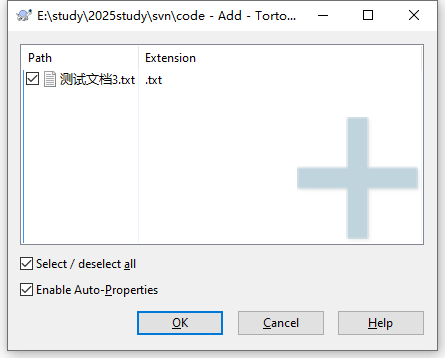 E:\study\2025study\svn\code - Add - Torto...
Path Extension
测试文档3.txt .txt
Select / deselect all
Enable Auto-Properties
OK Cancel Help